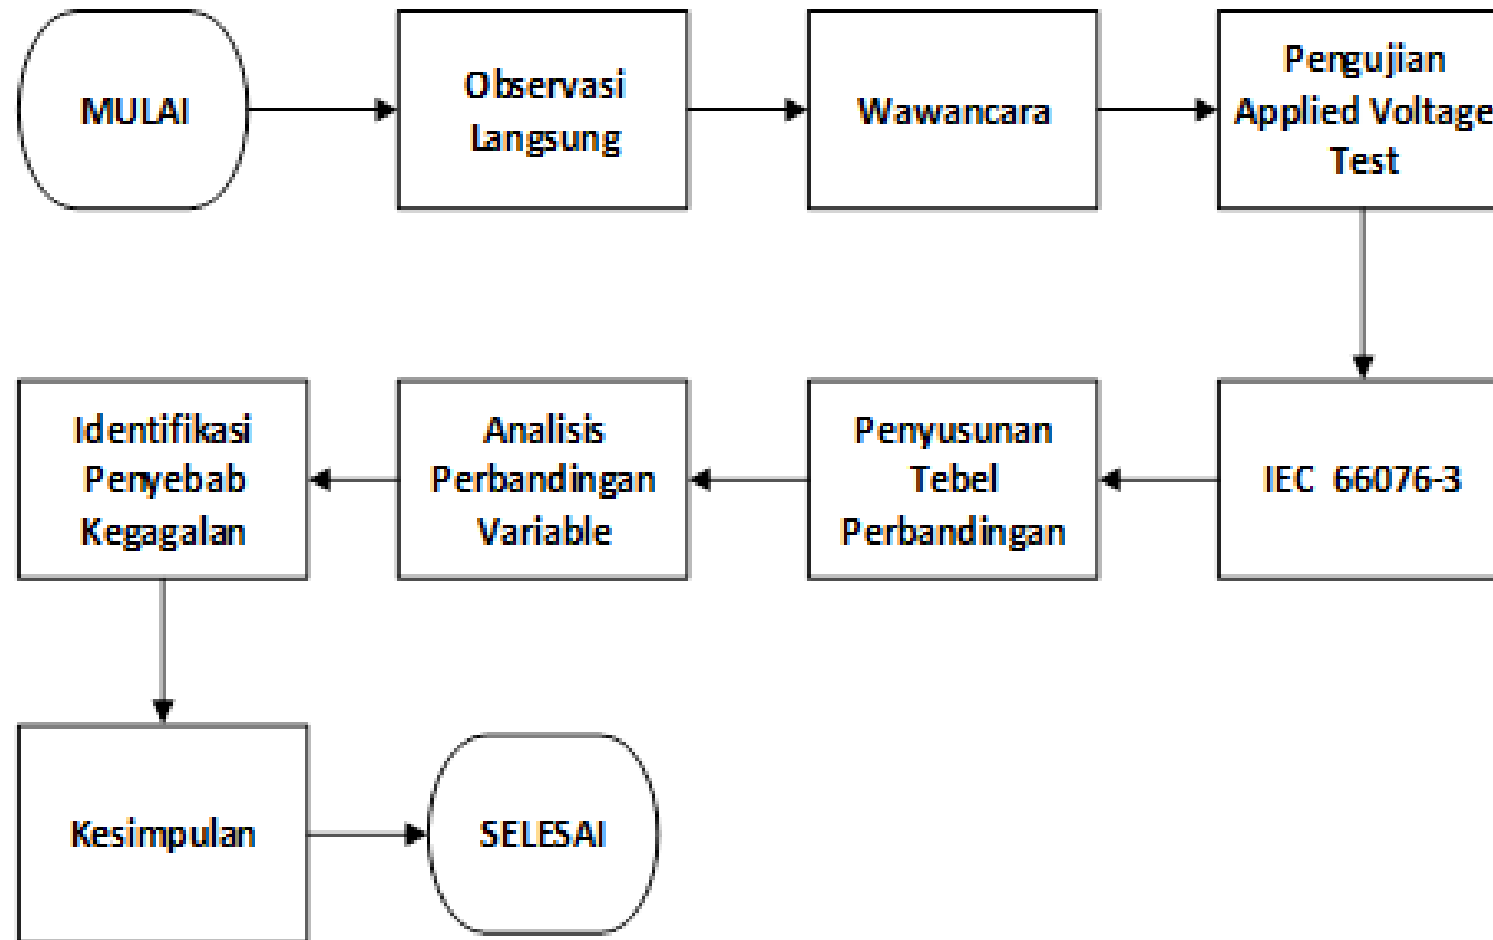 MULAI
Observasi
Langsung
Wawancara
Pengujian
Applied Voltage
Test
IEC 66076-3
Penyusunan
Tebel
Perbandingan
Analisis
Perbandingan
Variable
Identifikasi
Penyebab
Kegagalan
Kesimpulan
SELESAI